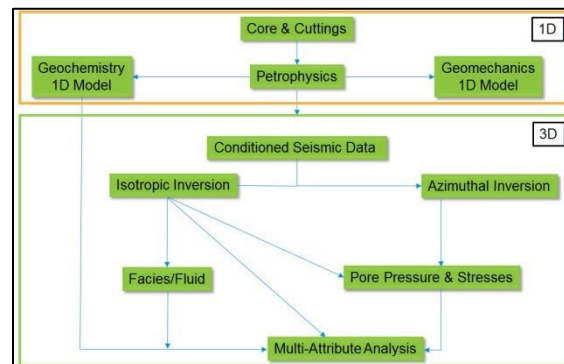 Core & Cuttings
1D
Geochemistry
1D Model
Petrophysics
Geomechanics
1D Model
3D
Conditioned Seismic Data
Isotropic Inversion
Azimuthal Inversion
Facies/Fluid
Pore Pressure & Stresses
Multi-Attribute Analysis